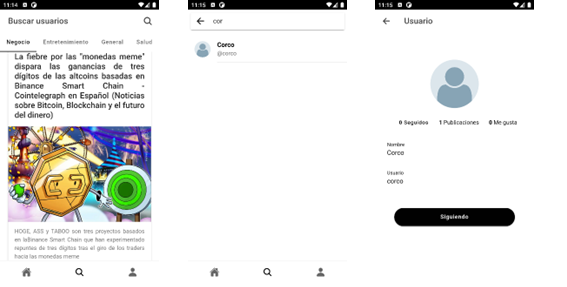 11:14
Buscar usuarios
Negocio Entretenimiento General Salud
La fiebre por las "monedas meme"
dispara las ganancias de tres
dígitos de las altcoins basadas en
Binance Smart Chain -
Cointelegraph en Español (Noticias
sobre Bitcoin, Blockchain y el futuro
del dinero)
HOGE, ASS y TABOO son tres proyectos basados
en laBinance Smart Chain que han experimentado
repuntes de tres dígitos tras el giro de los traders
hacia las monedas meme
11:15
cor
Corco
@corco
11:15
Usuario
0 Seguidos 1 Publicaciones 0 Me gusta
Nombre
Corco
Usuario
corco
Siguiendo